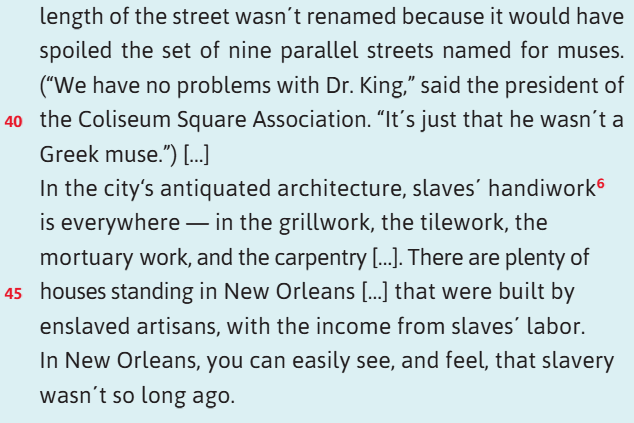 length of the street wasn´t renamed because it would have
spoiled the set of nine parallel streets named for muses.
(“We have no problems with Dr. King,” said the president of
40 the Coliseum Square Association. “It´s just that he wasn´t a
Greek muse.”) [...]
In the city‘s antiquated architecture, slaves´ handiwork6
is everywhere — in the grillwork, the tilework, the
mortuary work, and the carpentry [...]. There are plenty of
45 houses standing in New Orleans [...] that were built by
enslaved artisans, with the income from slaves´ labor.
In New Orleans, you can easily see, and feel, that slavery
wasn´t so long ago.